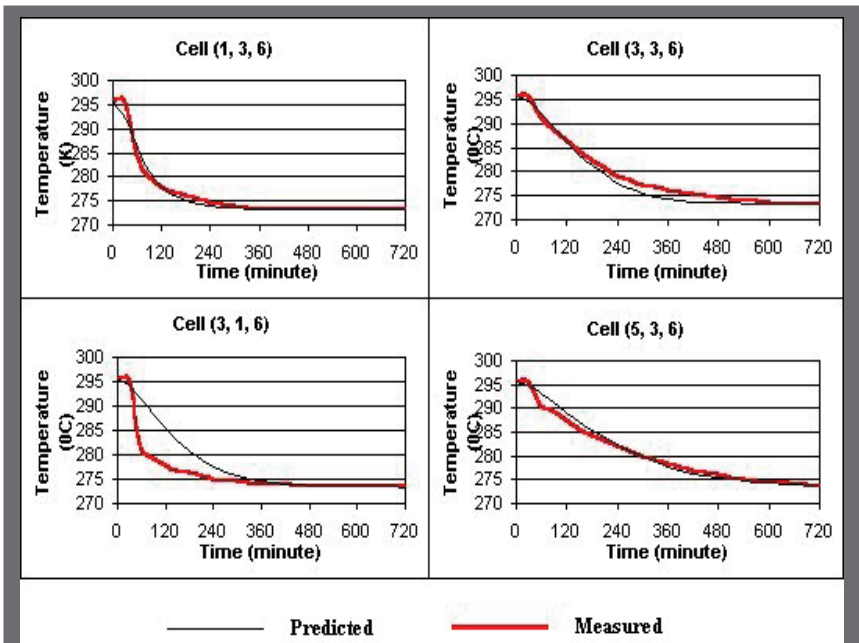 Cell (1, 3, 6)
300
295
290
285
280
275
270
Temperature
(K)
0 120 240 360 480 600 720
Time (minute)
Cell (3, 3, 6)
300
295
290
285
280
275
270
Temperature
(0C)
0 120 240 360 480 600 720
Time (minute)
Cell (3, 1, 6)
300
295
290
285
280
275
270
Temperature
(0C)
0 120 240 360 480 600 720
Time (minute)
Cell (5, 3, 6)
300
295
290
285
280
275
270
Temperature
(0C)
0 120 240 360 480 600 720
Time (minute)
Predicted Measured